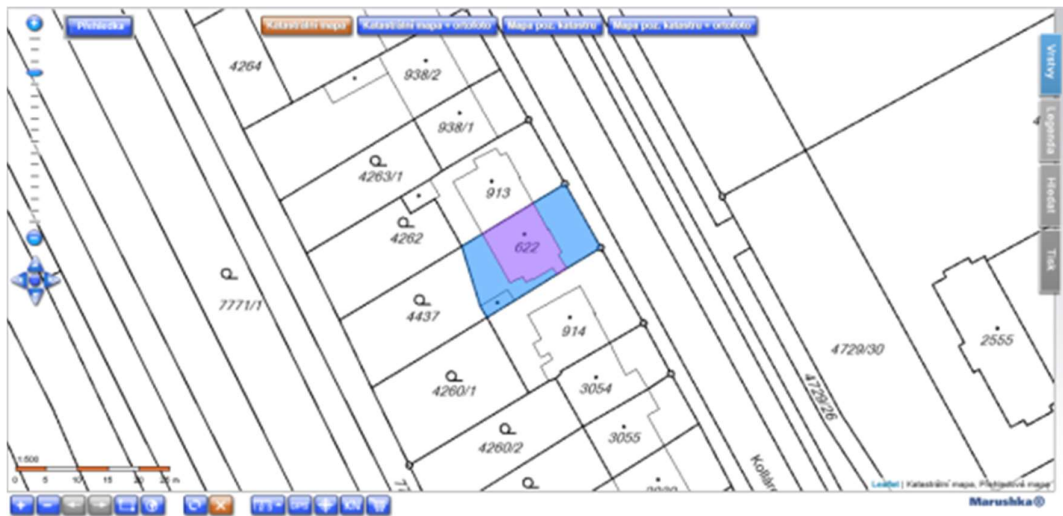 Přehledka
Katastrální mapa
Katastrální mapa + ortofoto
Mapa poz. katastru
Mapa poz. katastru + ortofoto
Vrstvy
Legenda
Hledat
Tisk
4264
938/2
938/1
4263/1
913
4262
622
7771/1
4437
914
4729/30
2555
4260/1
3054
4729/26
4260/2
3055
1:500
0 5 10 15 20 25 m
Leaflet | Katastrální mapa, Přehledová mapa
Marushka®